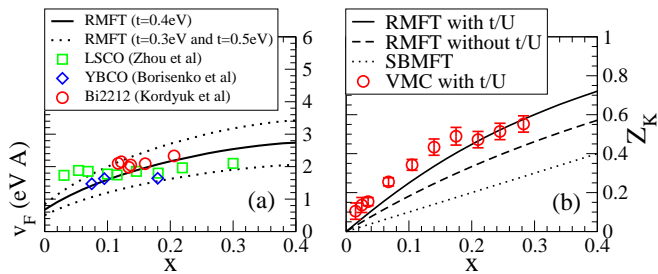 RMFT (t=0.4eV)
RMFT (t=0.3eV and t=0.5eV)
LSCO (Zhou et al)
YBCO (Borisenko et al)
Bi2212 (Kordyuk et al)
6
5
4
3
2
1
0
v_F (eV A)
0 0.1 0.2 0.3 0.4
x
(a)
RMFT with t/U
RMFT without t/U
SBMFT
VMC with t/U
1
0.8
0.6
0.4
0.2
0
Z_K
0 0.1 0.2 0.3 0.4
x
(b)